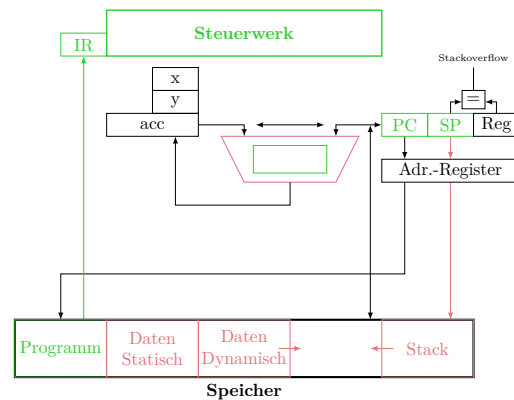 Steuerwerk
IR
Stackoverflow
x
y
=
acc
PC
SP
Reg
Adr.-Register
Programm
Daten
Statisch
Daten
Dynamisch
Stack
Speicher